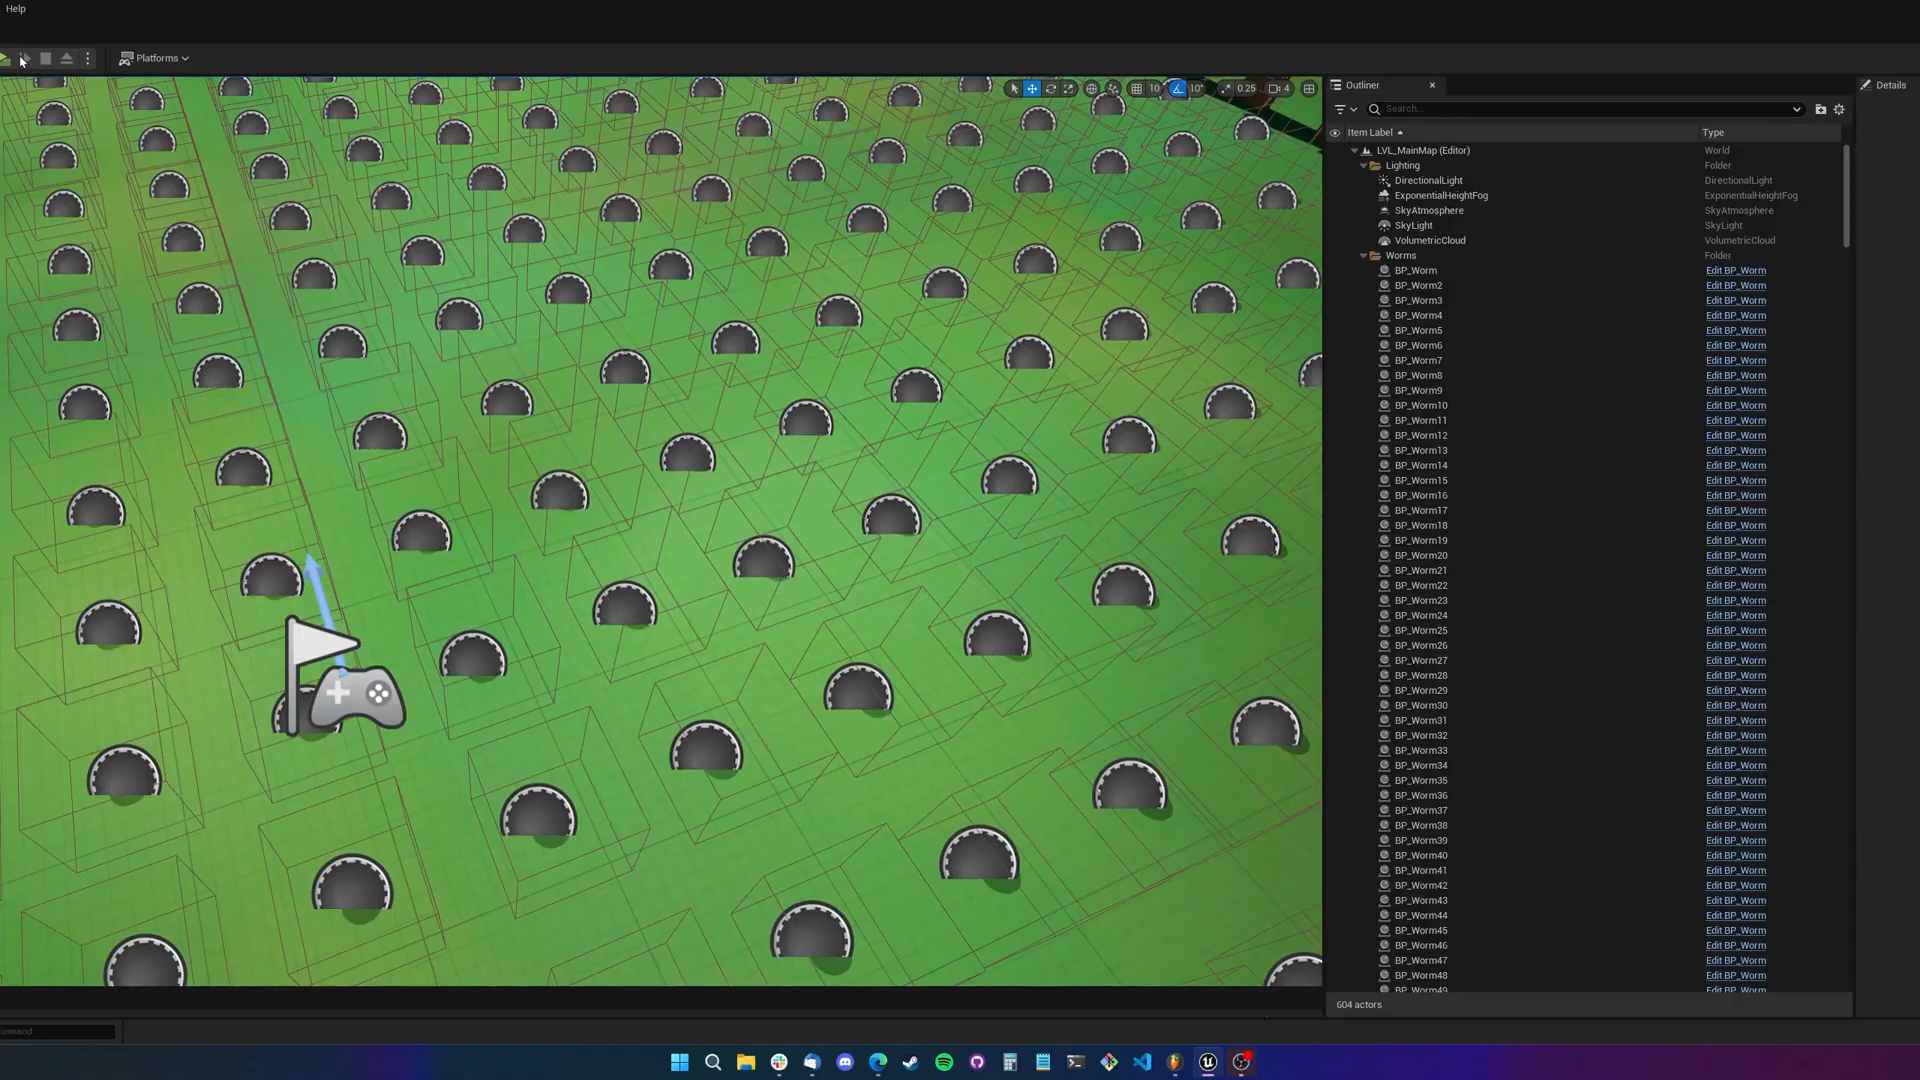 Help
Platforms
10
10°
0.25
4
Outliner
Details
Search...
Item Label
Type
LVL_MainMap (Editor)
World
Lighting
Folder
DirectionalLight
DirectionalLight
ExponentialHeightFog
ExponentialHeightFog
SkyAtmosphere
SkyAtmosphere
SkyLight
SkyLight
VolumetricCloud
VolumetricCloud
Worms
Folder
BP_Worm
Edit BP_Worm
BP_Worm2
Edit BP_Worm
BP_Worm3
Edit BP_Worm
BP_Worm4
Edit BP_Worm
BP_Worm5
Edit BP_Worm
BP_Worm6
Edit BP_Worm
BP_Worm7
Edit BP_Worm
BP_Worm8
Edit BP_Worm
BP_Worm9
Edit BP_Worm
BP_Worm10
Edit BP_Worm
BP_Worm11
Edit BP_Worm
BP_Worm12
Edit BP_Worm
BP_Worm13
Edit BP_Worm
BP_Worm14
Edit BP_Worm
BP_Worm15
Edit BP_Worm
BP_Worm16
Edit BP_Worm
BP_Worm17
Edit BP_Worm
BP_Worm18
Edit BP_Worm
BP_Worm19
Edit BP_Worm
BP_Worm20
Edit BP_Worm
BP_Worm21
Edit BP_Worm
BP_Worm22
Edit BP_Worm
BP_Worm23
Edit BP_Worm
BP_Worm24
Edit BP_Worm
BP_Worm25
Edit BP_Worm
BP_Worm26
Edit BP_Worm
BP_Worm27
Edit BP_Worm
BP_Worm28
Edit BP_Worm
BP_Worm29
Edit BP_Worm
BP_Worm30
Edit BP_Worm
BP_Worm31
Edit BP_Worm
BP_Worm32
Edit BP_Worm
BP_Worm33
Edit BP_Worm
BP_Worm34
Edit BP_Worm
BP_Worm35
Edit BP_Worm
BP_Worm36
Edit BP_Worm
BP_Worm37
Edit BP_Worm
BP_Worm38
Edit BP_Worm
BP_Worm39
Edit BP_Worm
BP_Worm40
Edit BP_Worm
BP_Worm41
Edit BP_Worm
BP_Worm42
Edit BP_Worm
BP_Worm43
Edit BP_Worm
BP_Worm44
Edit BP_Worm
BP_Worm45
Edit BP_Worm
BP_Worm46
Edit BP_Worm
BP_Worm47
Edit BP_Worm
BP_Worm48
Edit BP_Worm
BP_Worm49
Edit BP_Worm
604 actors
ommand